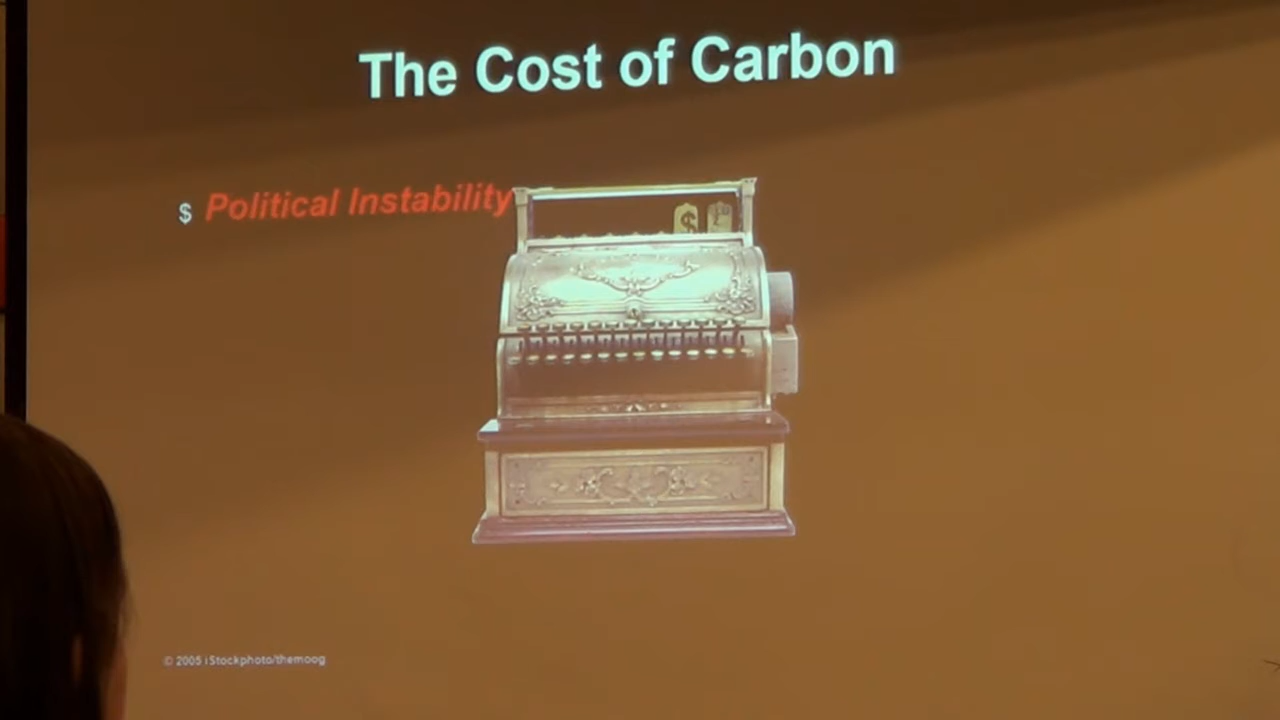 The Cost of Carbon
$ Political Instability
$
© 2005 iStockphoto/themoog